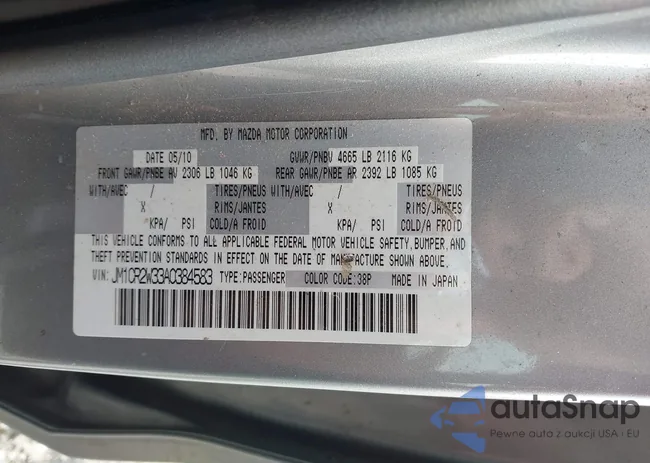 MFD. BY MAZDA MOTOR CORPORATION
DATE 05/10 GVWR/PNBV 4665 LB 2116 KG
FRONT GAWR/PNBE AV 2306 LB 1046 KG REAR GAWR/PNBE AR 2392 LB 1085 KG
WITH/AVEC / TIRES/PNEUS WITH/AVEC / TIRES/PNEUS
X RIMS/JANTES X RIMS/JANTES
KPA/ PSI COLD/A FROID KPA/ PSI COLD/A FROID
THIS VEHICLE CONFORMS TO ALL APPLICABLE FEDERAL MOTOR VEHICLE SAFETY, BUMPER, AND
THEFT PREVENTION STANDARDS IN EFFECT ON THE DATE OF MANUFACTURE SHOWN ABOVE.
VIN: JM1CR2W33A0384583 TYPE:PASSENGER COLOR CODE:38P MADE IN JAPAN
autoSnap
Pewne auta z aukcji USA i EU